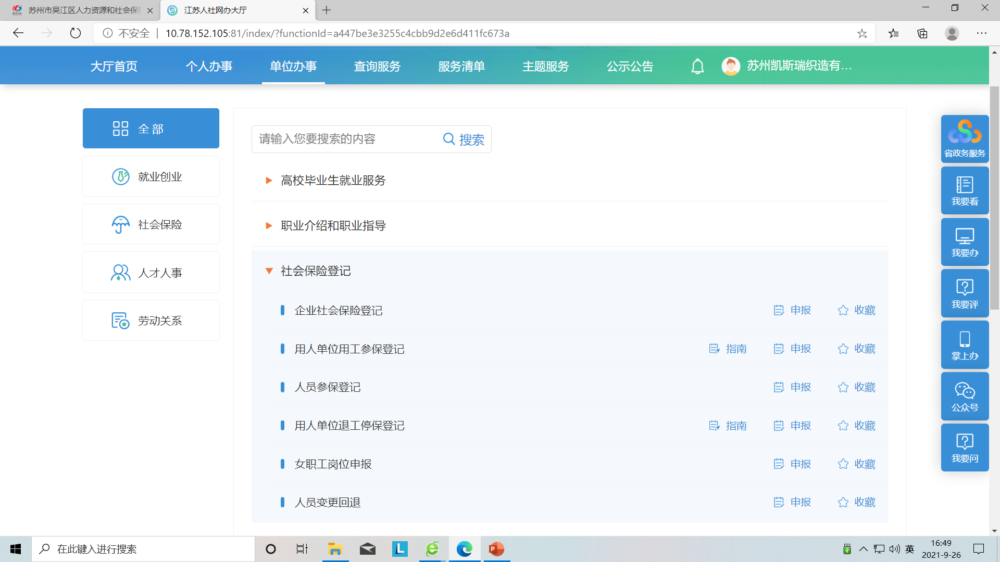 苏州市吴江区人力资源和社会保
江苏人社网办大厅
不安全 | 10.78.152.105:81/index/?functionId=a447be3e3255c4cbb9d2e6d411fc673a
大厅首页 个人办事 单位办事 查询服务 服务清单 主题服务 公示公告 苏州凯斯瑞织造有...
全部
就业创业
社会保险
人才人事
劳动关系
请输入您要搜索的内容 搜索
高校毕业生就业服务
职业介绍和职业指导
社会保险登记
企业社会保险登记 申报 收藏
用人单位用工参保登记 指南 申报 收藏
人员参保登记 申报 收藏
用人单位退工停保登记 指南 申报 收藏
女职工岗位申报 申报 收藏
人员变更回退 申报 收藏
省政务服务
我要看
我要办
我要评
掌上办
公众号
我要问
在此键入进行搜索
英
16:49
2021-9-26